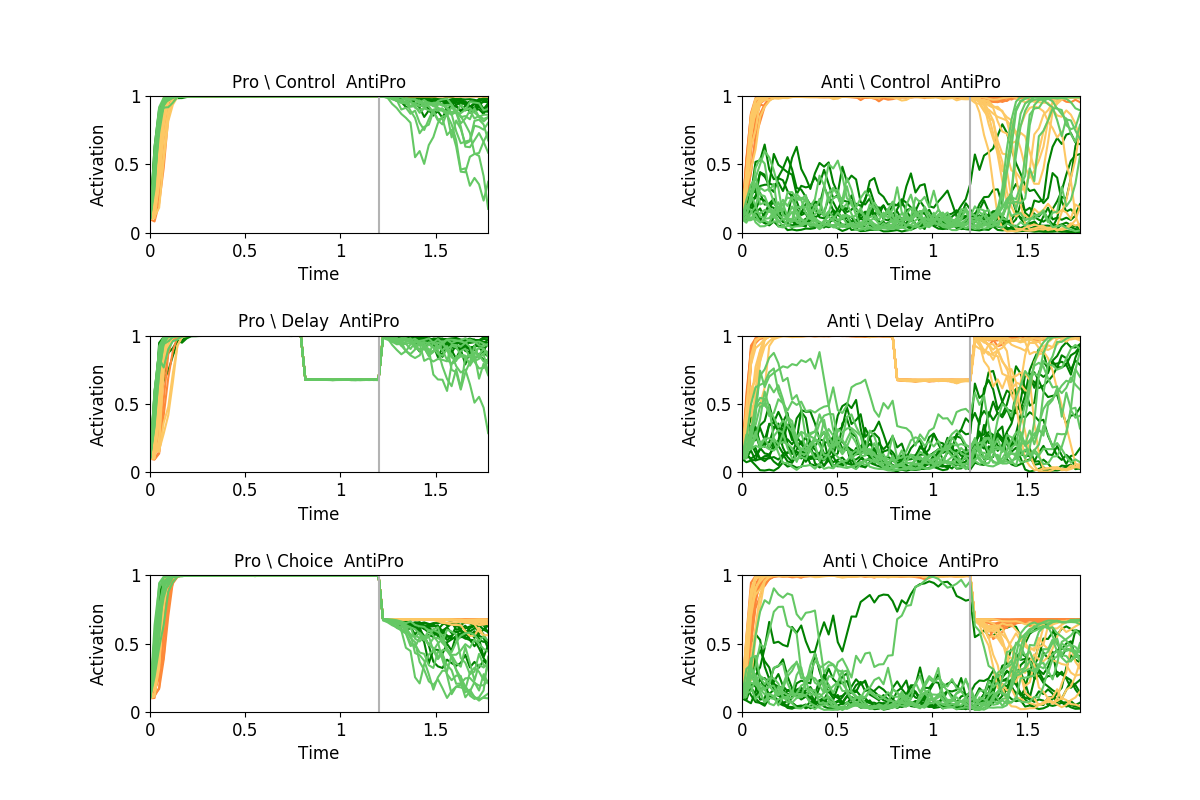 Pro \ Control  AntiPro
Activation
1
0.5
0
0
0.5
1
1.5
Time
Anti \ Control  AntiPro
Activation
1
0.5
0
0
0.5
1
1.5
Time
Pro \ Delay  AntiPro
Activation
1
0.5
0
0
0.5
1
1.5
Time
Anti \ Delay  AntiPro
Activation
1
0.5
0
0
0.5
1
1.5
Time
Pro \ Choice  AntiPro
Activation
1
0.5
0
0
0.5
1
1.5
Time
Anti \ Choice  AntiPro
Activation
1
0.5
0
0
0.5
1
1.5
Time